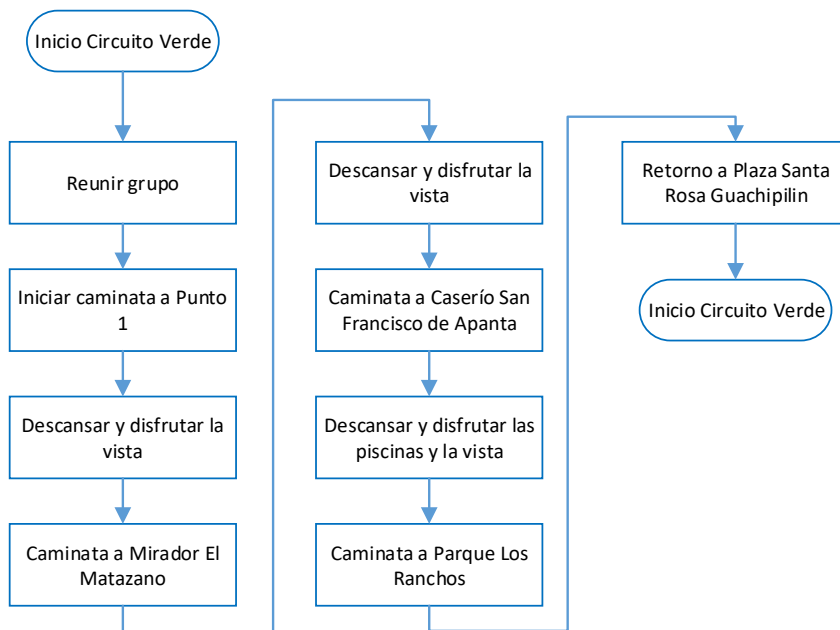 Inicio Circuito Verde
Reunir grupo
Iniciar caminata a Punto
1
Descansar y disfrutar la
vista
Caminata a Mirador El
Matazano
Descansar y disfrutar la
vista
Caminata a Caserío San
Francisco de Apanta
Descansar y disfrutar las
piscinas y la vista
Caminata a Parque Los
Ranchos
Retorno a Plaza Santa
Rosa Guachipilin
Inicio Circuito Verde